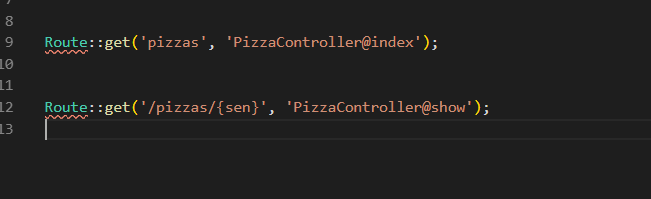 8
9 Route::get('pizzas', 'PizzaController@index');
10
11
12 Route::get('/pizzas/{sen}', 'PizzaController@show');
13